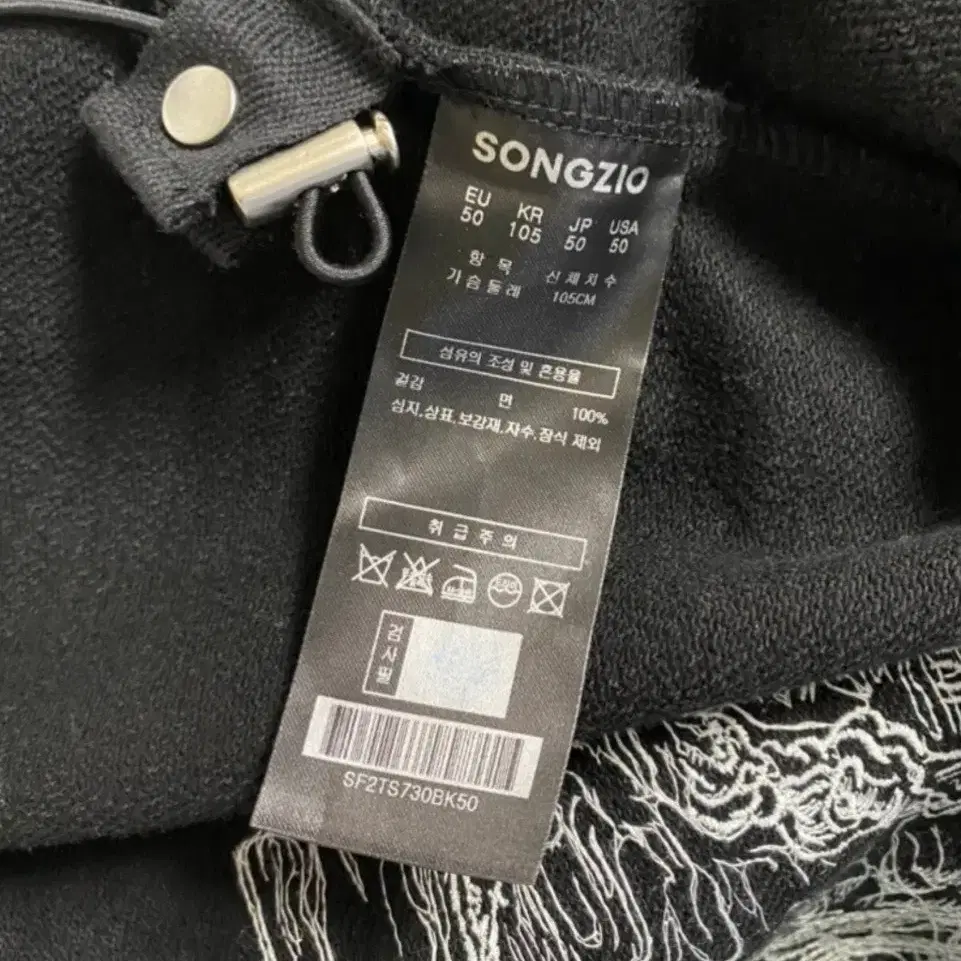 SONGZIO
EU KR JP USA
50 105 50 50
항 목 신 체 치 수
가슴둘레 105CM
섬유의 조성 및 혼용율
겉감 면 100%
심지,상표,보강재,자수,장식 제외
취 급 주 의
검사필
SF2TS730BK50